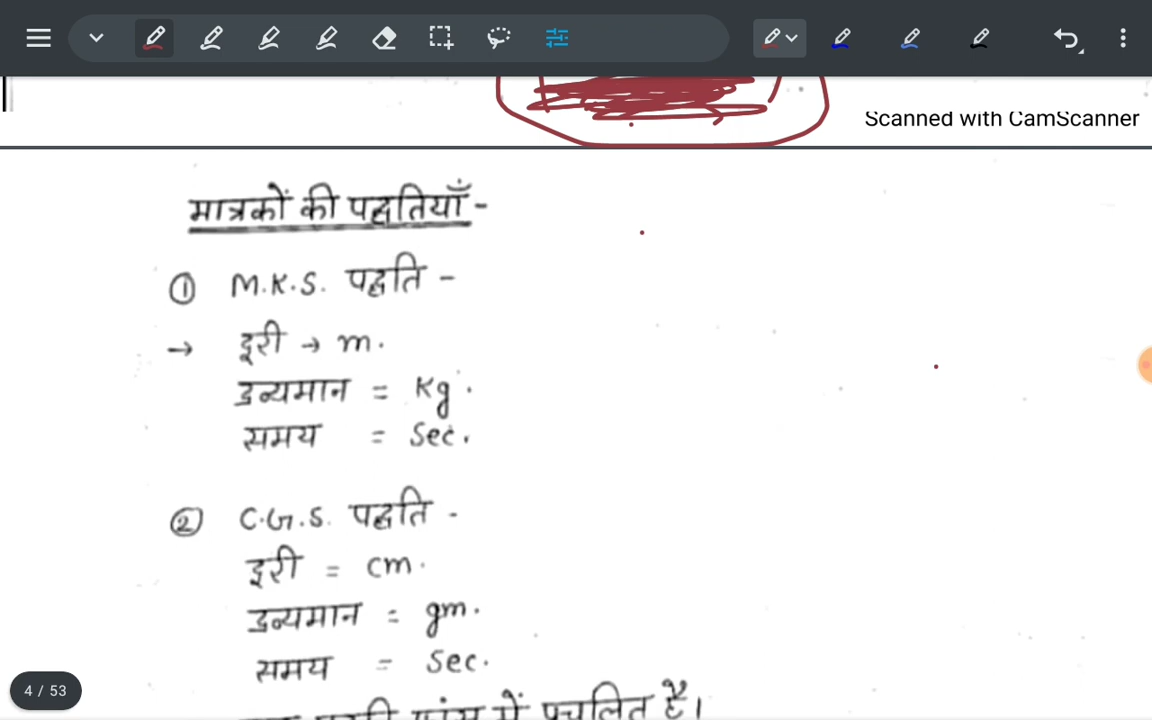 Scanned with CamScanner
मात्रकों की पद्धतियाँ -
① M.K.S. पद्धति -
→ दूरी → m.
द्रव्यमान = Kg.
समय = Sec.
② C.G.S. पद्धति -
दूरी = cm.
द्रव्यमान = gm.
समय = Sec.
में प्रचलित है।
4 / 53